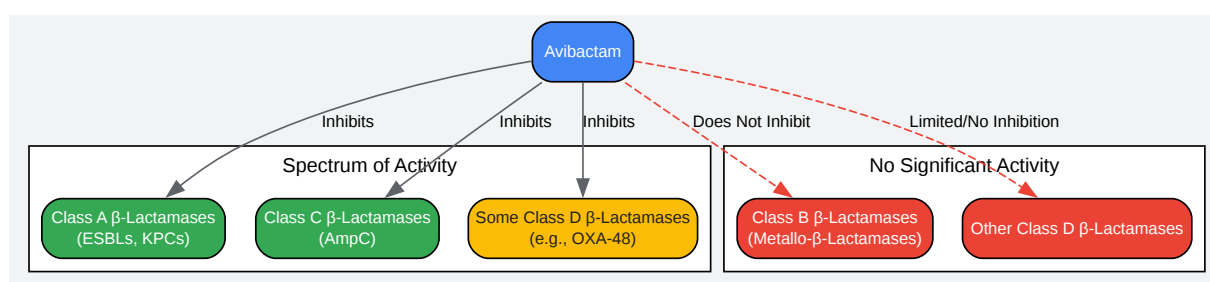 Avibactam
Inhibits
Inhibits
Inhibits
Does Not Inhibit
Limited/No Inhibition
Spectrum of Activity
No Significant Activity
Class A β-Lactamases
(ESBLs, KPCs)
Class C β-Lactamases
(AmpC)
Some Class D β-Lactamases
(e.g., OXA-48)
Class B β-Lactamases
(Metallo-β-Lactamases)
Other Class D β-Lactamases